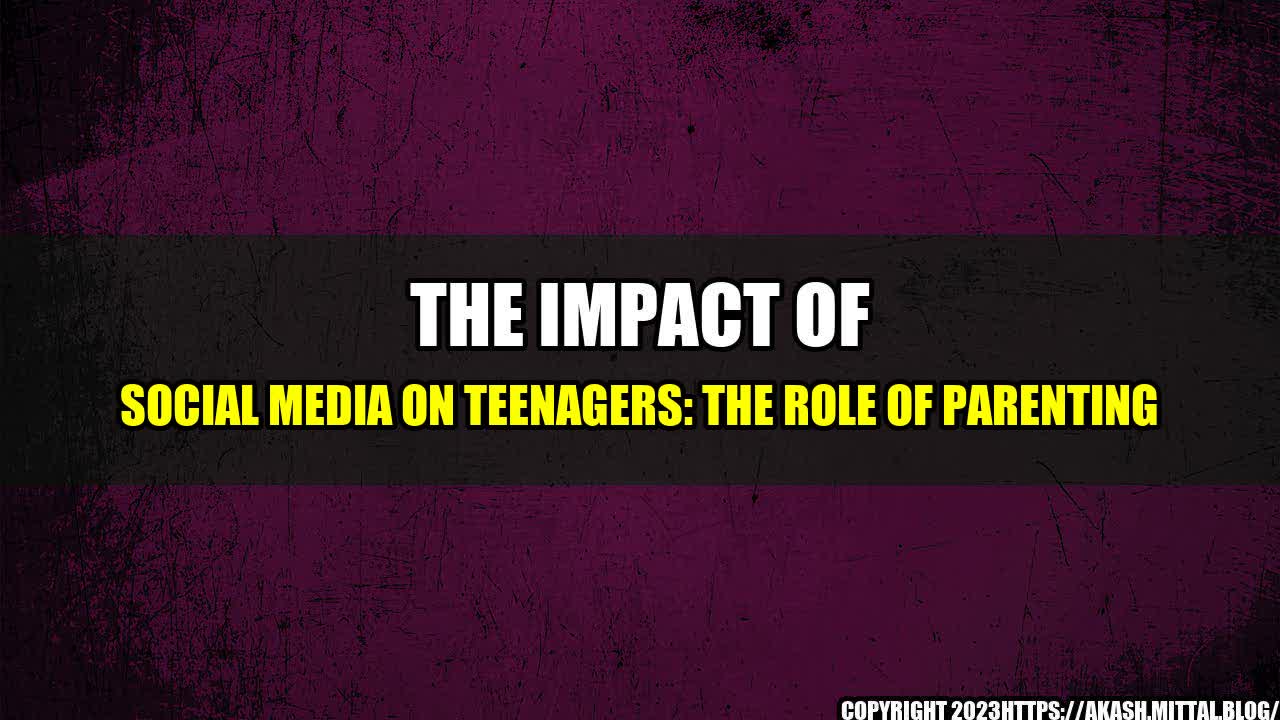 THE IMPACT OF
SOCIAL MEDIA ON TEENAGERS: THE ROLE OF PARENTING
COPYRIGHT 2023HTTPS://AKASH.MITTAL.BLOG/